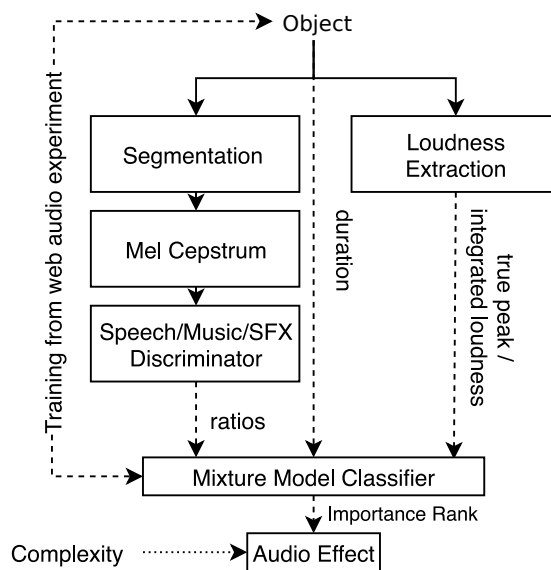 Object
Training from web audio experiment
Segmentation
Loudness
Extraction
Mel Cepstrum
duration
true peak /
integrated loudness
Speech/Music/SFX
Discriminator
ratios
Mixture Model Classifier
Importance Rank
Complexity
Audio Effect